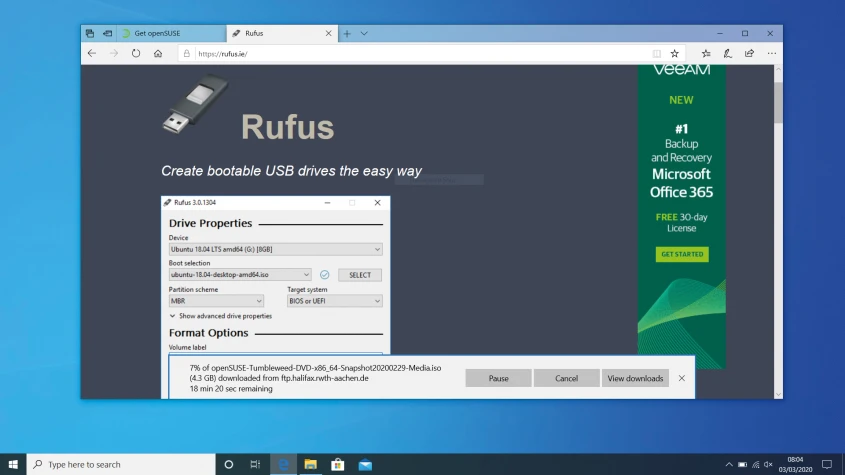 Get openSUSE
Rufus
https://rufus.ie/
Rufus
Create bootable USB drives the easy way
Rufus 3.0.1304
Drive Properties
Device
Ubuntu 18.04 LTS amd64 (G:) [8GB]
Boot selection
ubuntu-18.04-desktop-amd64.iso
SELECT
Partition scheme
Target system
MBR
BIOS or UEFI
Show advanced drive properties
Format Options
Volume label
veeAM
NEW
#1
Backup
and Recovery
Microsoft
Office 365
FREE 30-day
License
GET STARTED
7% of openSUSE-Tumbleweed-DVD-x86_64-Snapshot20200229-Media.iso
(4.3 GB) downloaded from ftp.halifax.rwth-aachen.de
18 min 20 sec remaining
Pause
Cancel
View downloads
Type here to search
08:04
03/03/2020